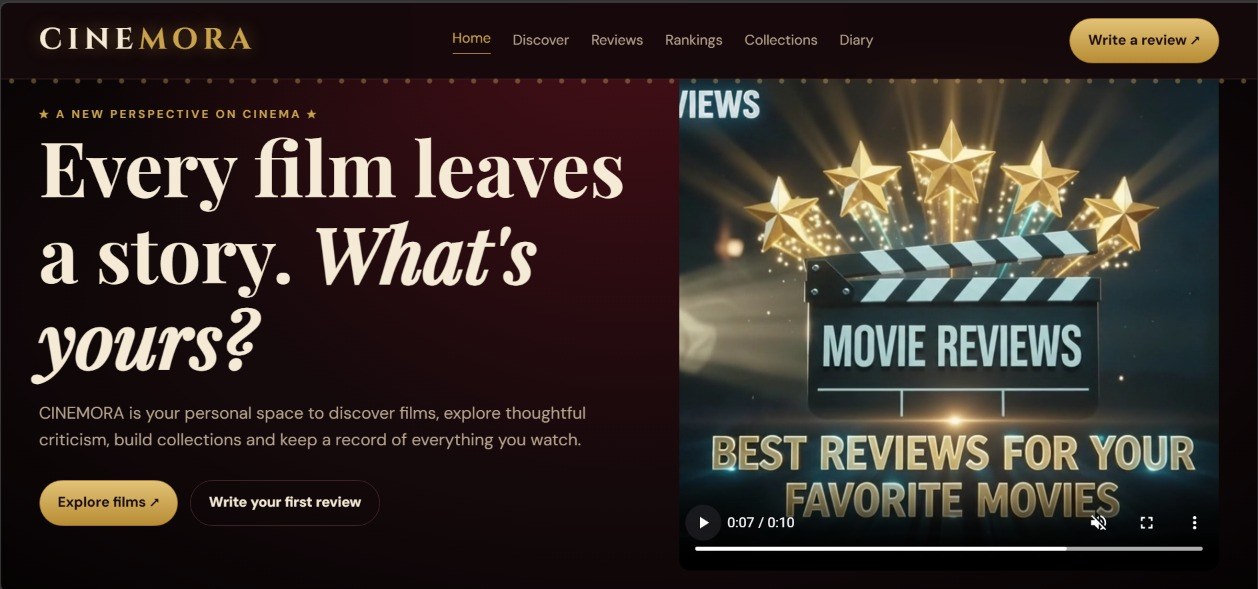 CINEMORA
Home
Discover
Reviews
Rankings
Collections
Diary
Write a review ↗
★ A NEW PERSPECTIVE ON CINEMA ★
Every film leaves
a story. What's
yours?
CINEMORA is your personal space to discover films, explore thoughtful
criticism, build collections and keep a record of everything you watch.
Explore films ↗
Write your first review
VIEWS
MOVIE REVIEWS
BEST REVIEWS FOR YOUR
FAVORITE MOVIES
0:07 / 0:10